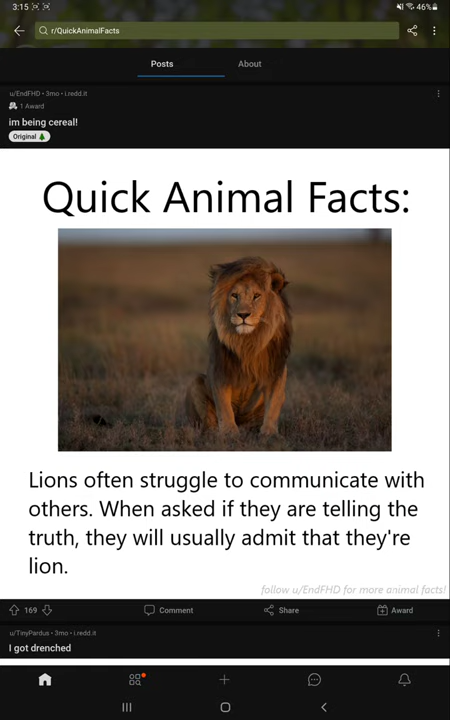 3:15
46%
r/QuickAnimalFacts
Posts
About
u/EndFHD • 3mo • i.redd.it
1 Award
im being cereal!
Original
Quick Animal Facts:
Lions often struggle to communicate with
others. When asked if they are telling the
truth, they will usually admit that they're
lion.
follow u/EndFHD for more animal facts!
169
Comment
Share
Award
u/TinyPardus • 3mo • i.redd.it
I got drenched